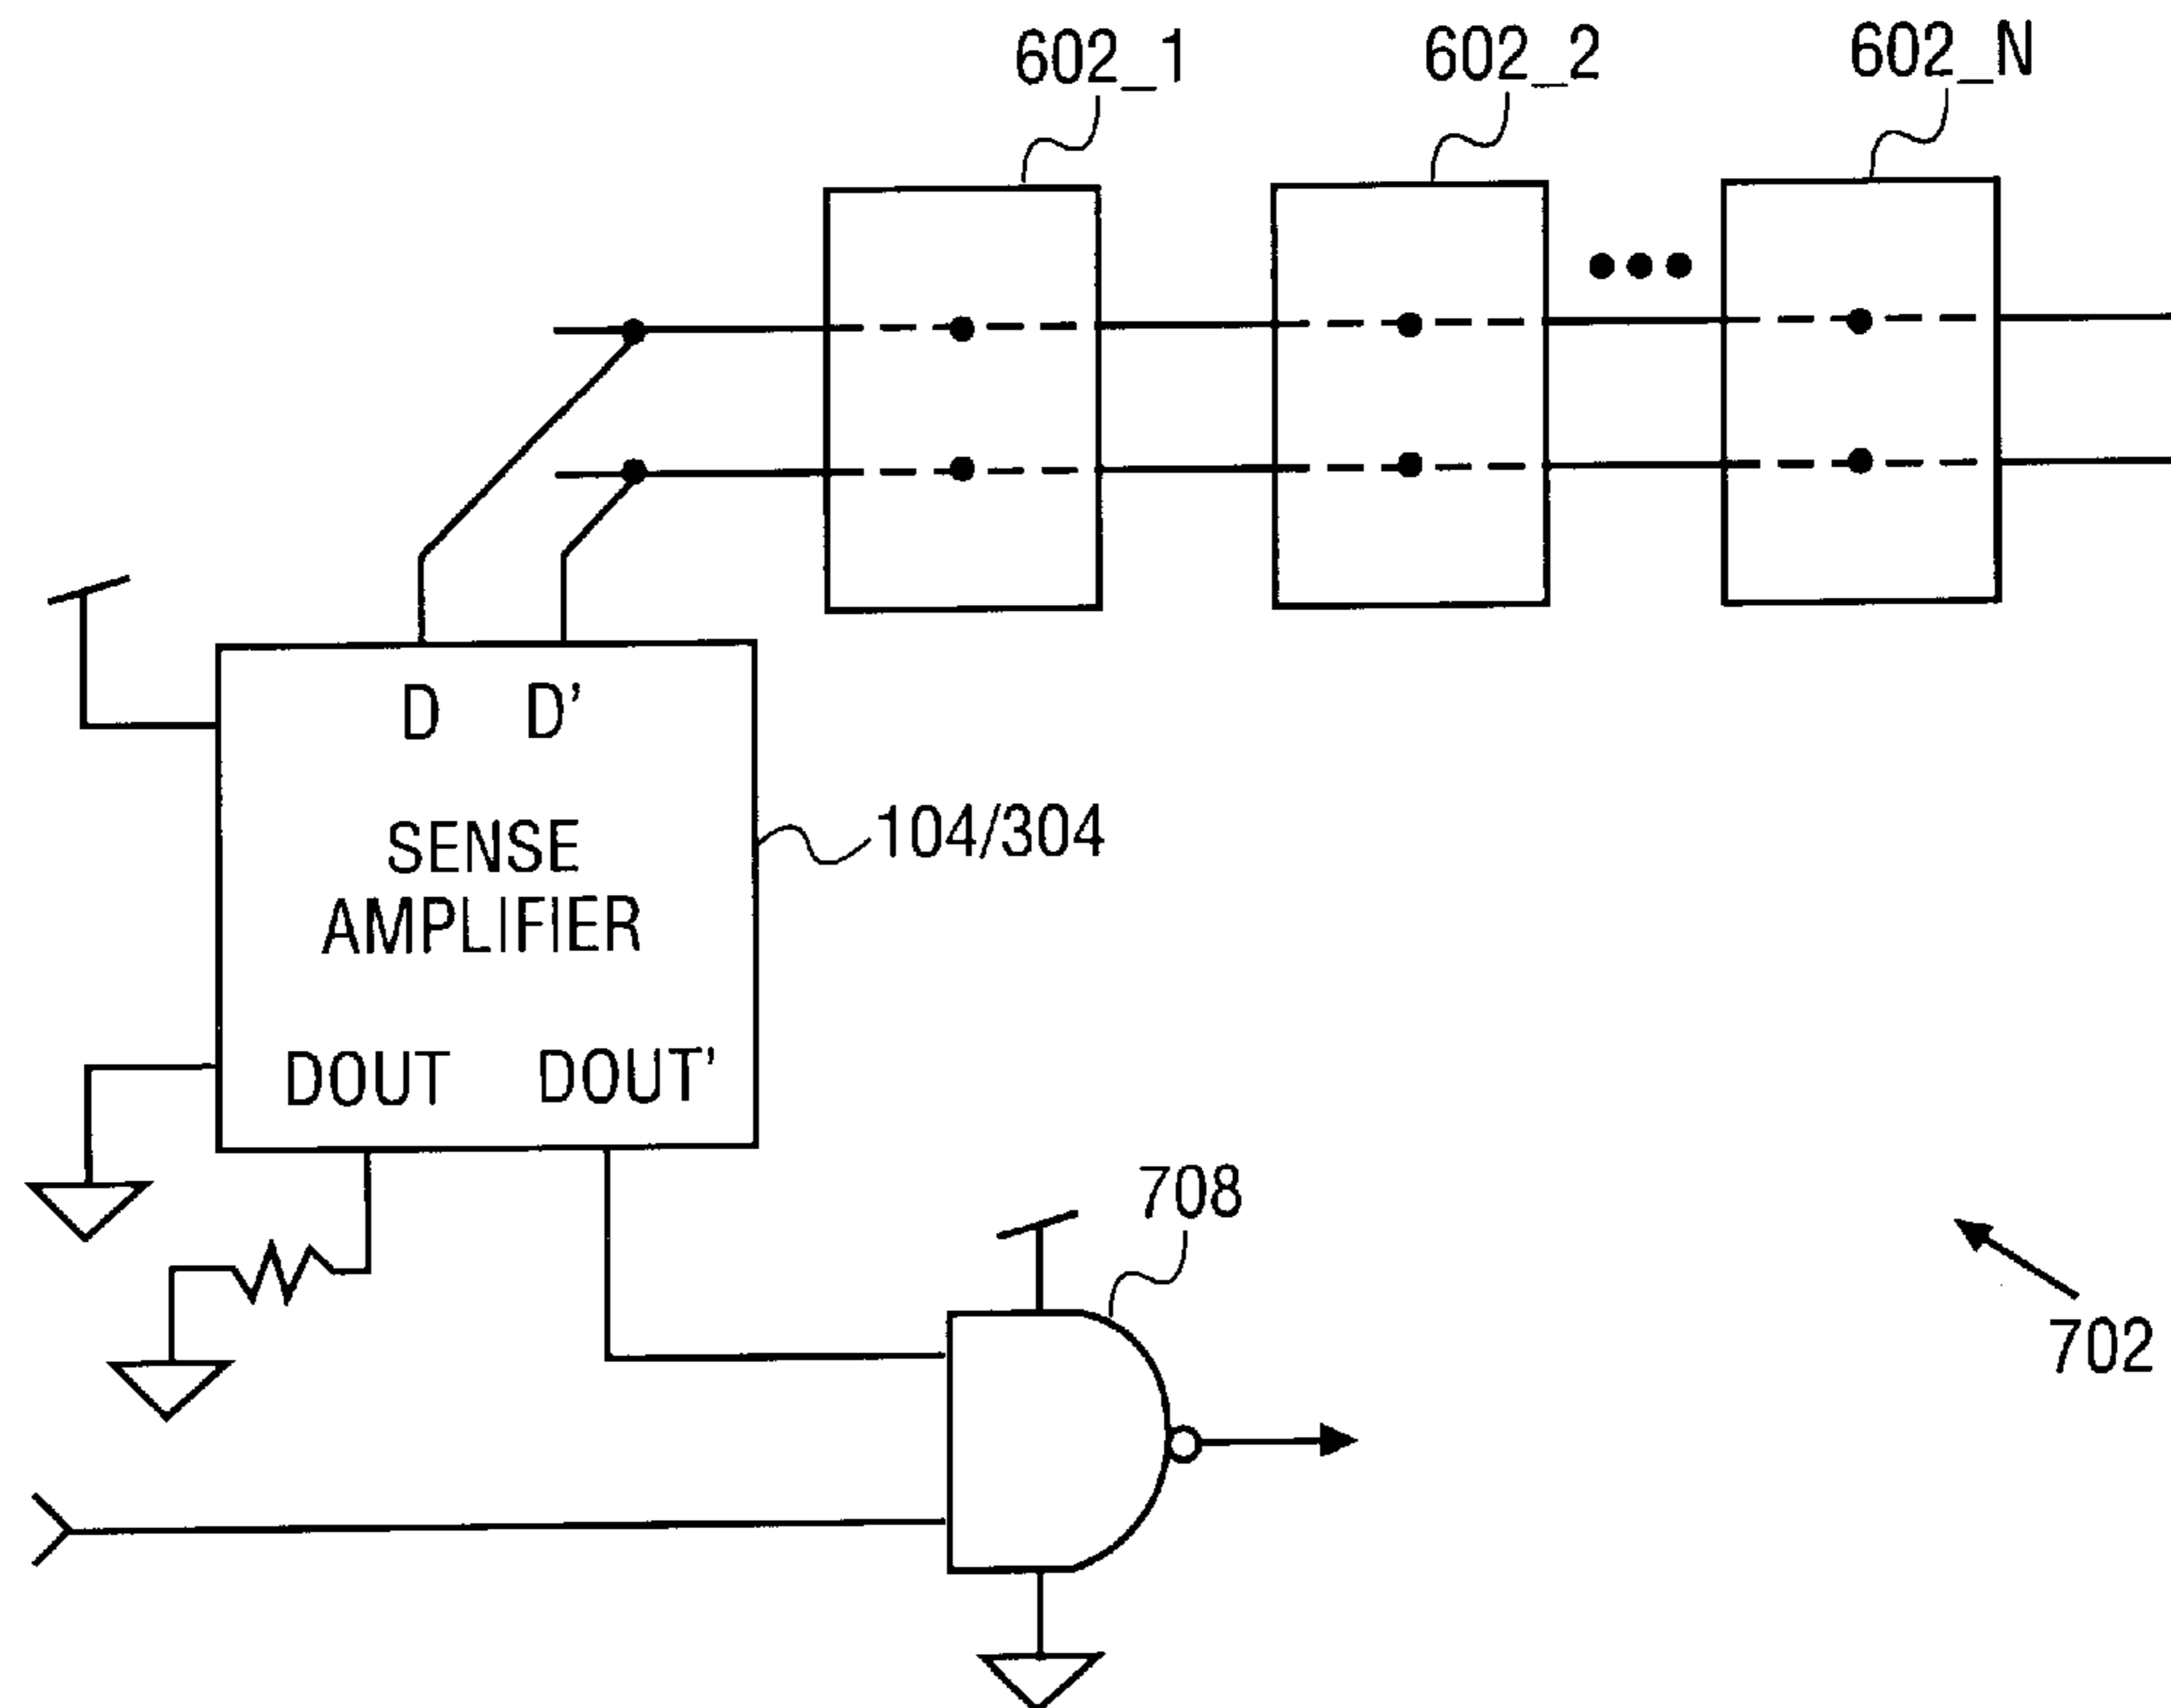 602_1
602_2
602_N
D
D'
SENSE
AMPLIFIER
104/304
DOUT
DOUT'
708
702